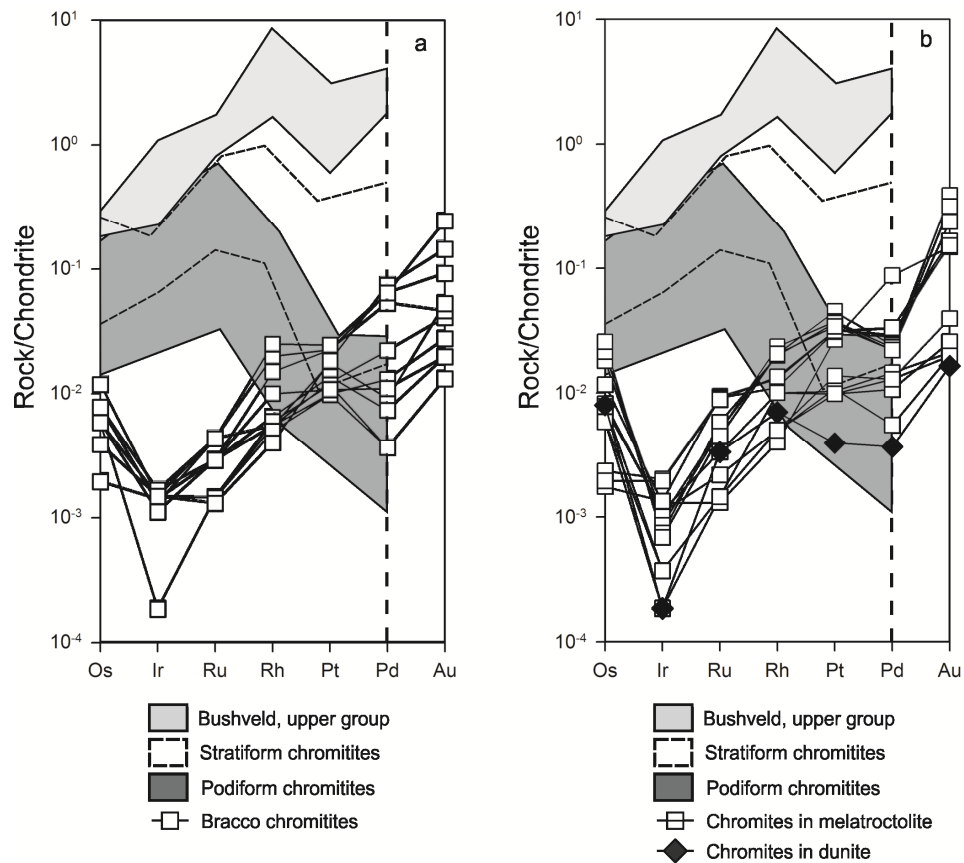 a
10¹
10⁰
10⁻¹
10⁻²
10⁻³
10⁻⁴
Rock/Chondrite
Os Ir Ru Rh Pt Pd Au
Bushveld, upper group
Stratiform chromitites
Podiform chromitites
Bracco chromitites
b
10¹
10⁰
10⁻¹
10⁻²
10⁻³
10⁻⁴
Rock/Chondrite
Os Ir Ru Rh Pt Pd Au
Bushveld, upper group
Stratiform chromitites
Podiform chromitites
Chromites in melatroctolite
Chromites in dunite